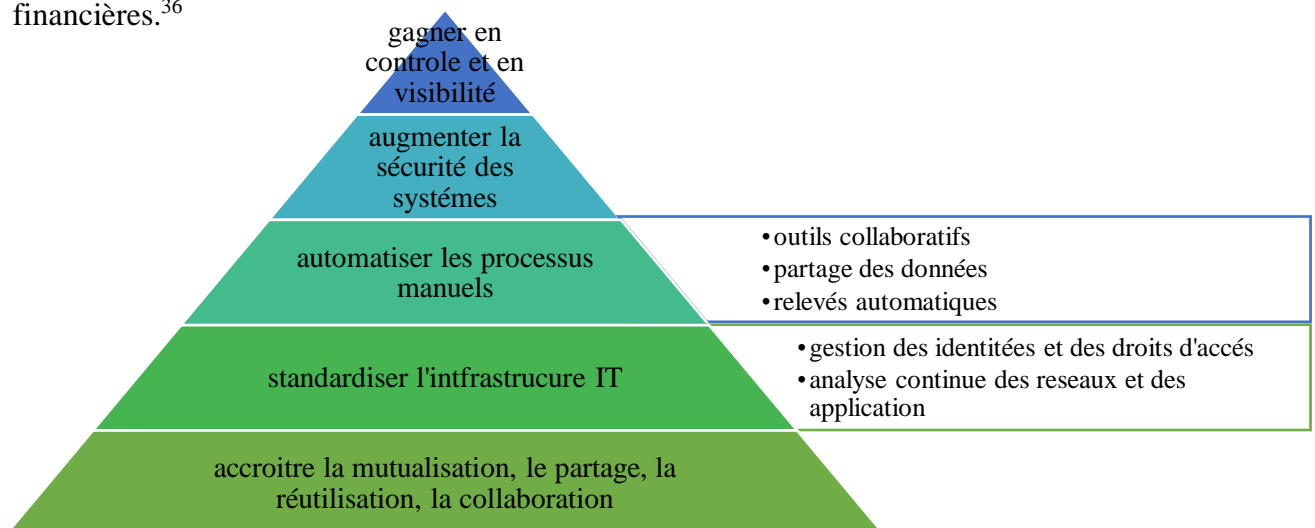 financières.36
gagner en
controle et en
visibilité
augmenter la
sécurité des
systémes
automatiser les processus
manuels
•outils collaboratifs
•partage des données
•relevés automatiques
standardiser l'intfrastrucure IT
•gestion des identitées et des droits d'accés
•analyse continue des reseaux et des
application
accroitre la mutualisation, le partage, la
réutilisation, la collaboration